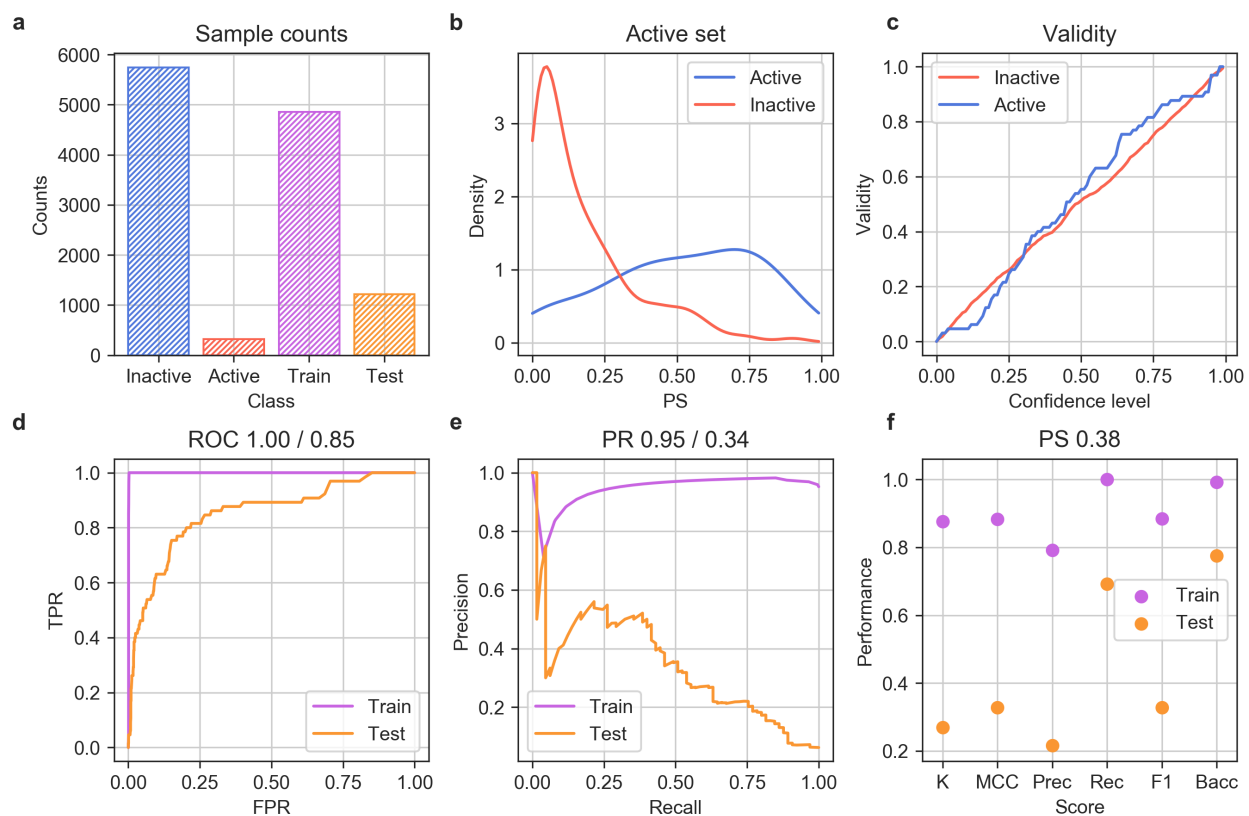 a
Sample counts
6000
5000
4000
3000
2000
1000
0
Counts
Inactive Active Train Test
Class
b
Active set
Active
Inactive
3
2
1
0
Density
0.00 0.25 0.50 0.75 1.00
PS
c
Validity
Inactive
Active
1.0
0.8
0.6
0.4
0.2
0.0
Validity
0.00 0.25 0.50 0.75 1.00
Confidence level
d
ROC 1.00 / 0.85
1.0
0.8
0.6
0.4
0.2
0.0
TPR
Train
Test
0.00 0.25 0.50 0.75 1.00
FPR
e
PR 0.95 / 0.34
1.0
0.8
0.6
0.4
0.2
Precision
Train
Test
0.00 0.25 0.50 0.75 1.00
Recall
f
PS 0.38
1.0
0.8
0.6
0.4
0.2
Performance
Train
Test
K MCC Prec Rec F1 Bacc
Score